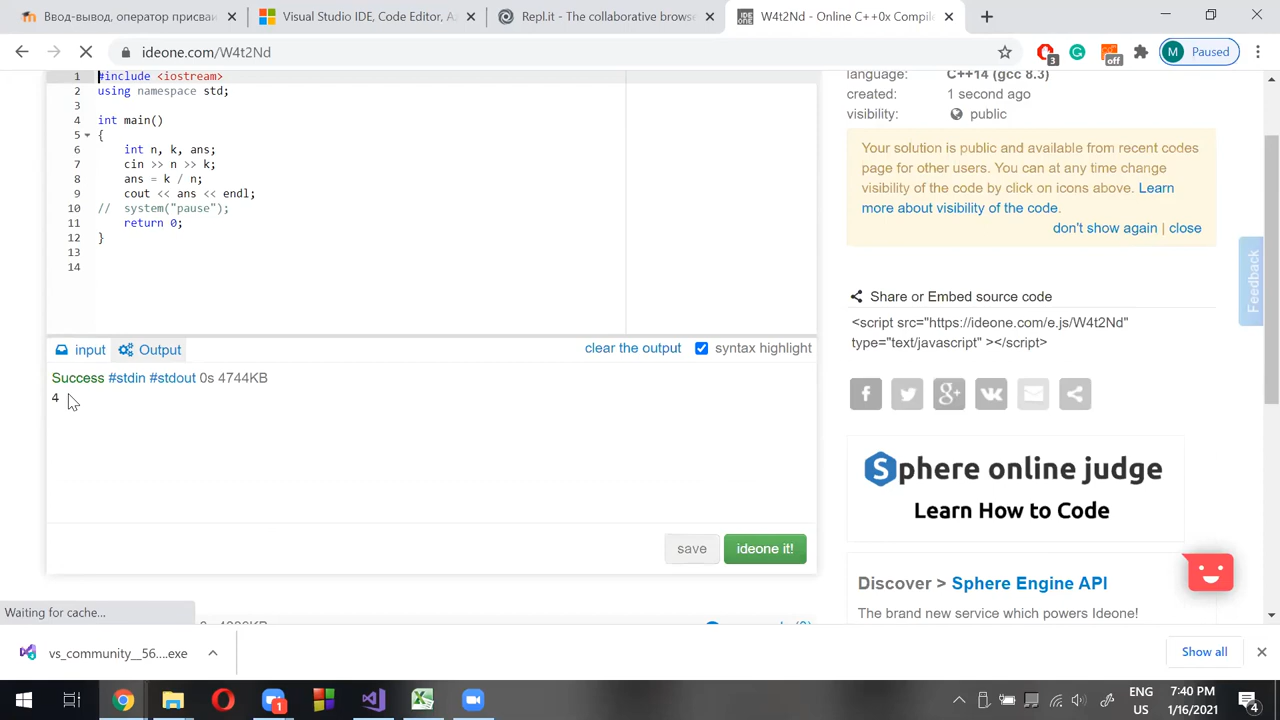 Ввод-вывод, оператор присваи
Visual Studio IDE, Code Editor, A
Repl.it - The collaborative browse
W4t2Nd - Online C++0x Compile
ideone.com/W4t2Nd
3
off
M Paused
1 #include <iostream>
2 using namespace std;
3
4 int main()
5 {
6 int n, k, ans;
7 cin >> n >> k;
8 ans = k / n;
9 cout << ans << endl;
10 // system("pause");
11 return 0;
12 }
13
14
language: C++14 (gcc 8.3)
created: 1 second ago
visibility: public
Your solution is public and available from recent codes
page for other users. You can at any time change
visibility of the code by click on icons above. Learn
more about visibility of the code.
don't show again | close
Feedback
Share or Embed source code
<script src="https://ideone.com/e.js/W4t2Nd"
type="text/javascript" ></script>
input Output clear the output syntax highlight
Success #stdin #stdout 0s 4744KB
4
save ideone it!
Sphere online judge
Learn How to Code
Discover > Sphere Engine API
The brand new service which powers Ideone!
Waiting for cache...
vs_community__56....exe
Show all
1
ENG
US
7:40 PM
1/16/2021
4